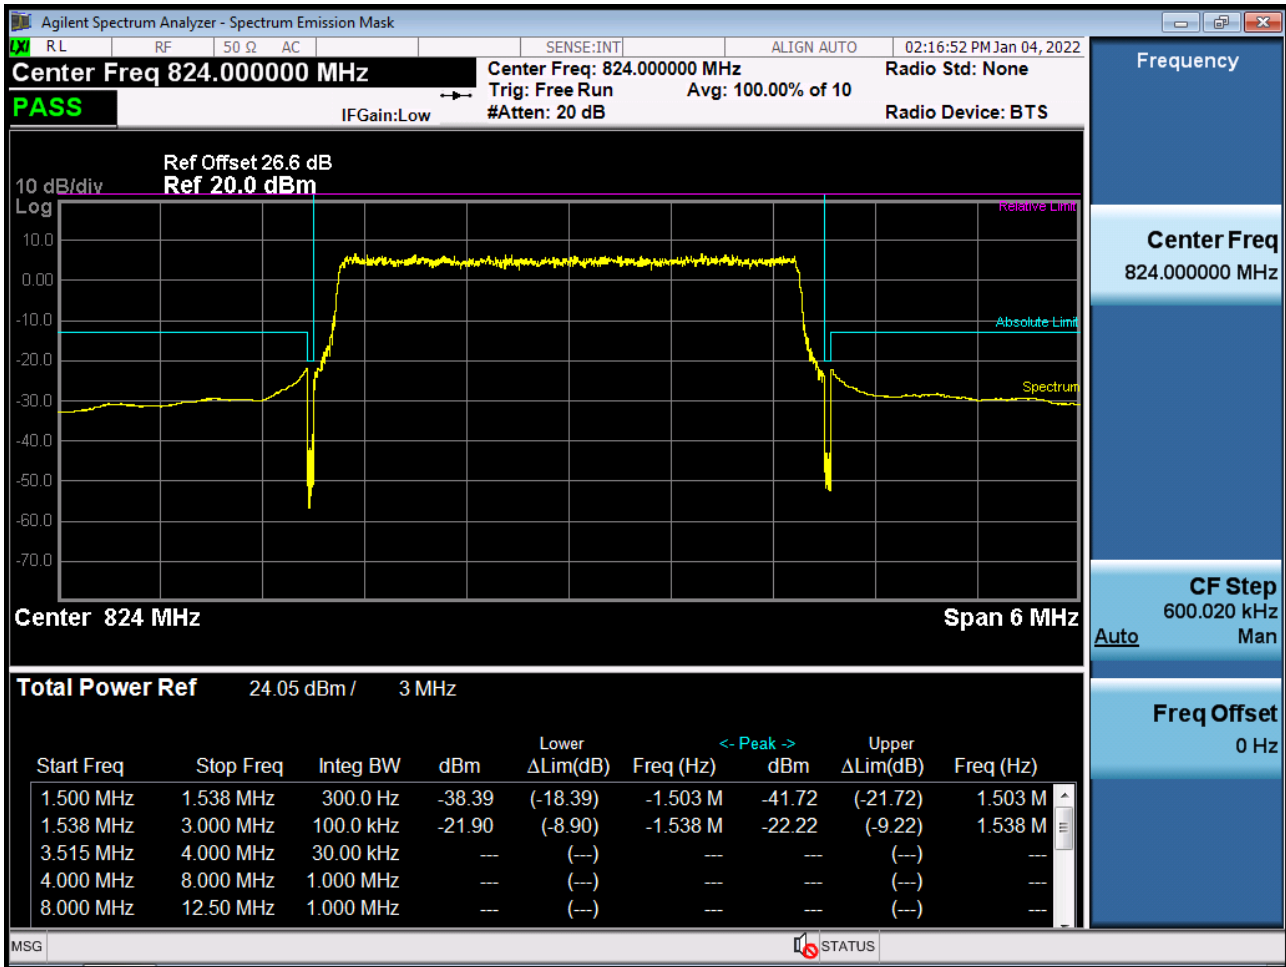 Agilent Spectrum Analyzer - Spectrum Emission Mask
LXI RL RF 50 Ω AC SENSE:INT ALIGN AUTO 02:16:52 PM Jan 04, 2022
Center Freq 824.000000 MHz
PASS
IFGain:Low
Center Freq: 824.000000 MHz
Trig: Free Run Avg: 100.00% of 10
#Atten: 20 dB
Radio Std: None
Radio Device: BTS
Ref Offset 26.6 dB
10 dB/div Ref 20.0 dBm
Log
Relative Limit
10.0
0.00
-10.0
Absolute Limit
-20.0
Spectrum
-30.0
-40.0
-50.0
-60.0
-70.0
Center 824 MHz Span 6 MHz
Total Power Ref 24.05 dBm / 3 MHz
Lower <- Peak -> Upper
Start Freq Stop Freq Integ BW dBm ΔLim(dB) Freq (Hz) dBm ΔLim(dB) Freq (Hz)
1.500 MHz 1.538 MHz 300.0 Hz -38.39 (-18.39) -1.503 M -41.72 (-21.72) 1.503 M
1.538 MHz 3.000 MHz 100.0 kHz -21.90 (-8.90) -1.538 M -22.22 (-9.22) 1.538 M
3.515 MHz 4.000 MHz 30.00 kHz --- (---) --- --- (---) ---
4.000 MHz 8.000 MHz 1.000 MHz --- (---) --- --- (---) ---
8.000 MHz 12.50 MHz 1.000 MHz --- (---) --- --- (---) ---
MSG STATUS
Frequency
Center Freq
824.000000 MHz
CF Step
600.020 kHz
Auto Man
Freq Offset
0 Hz